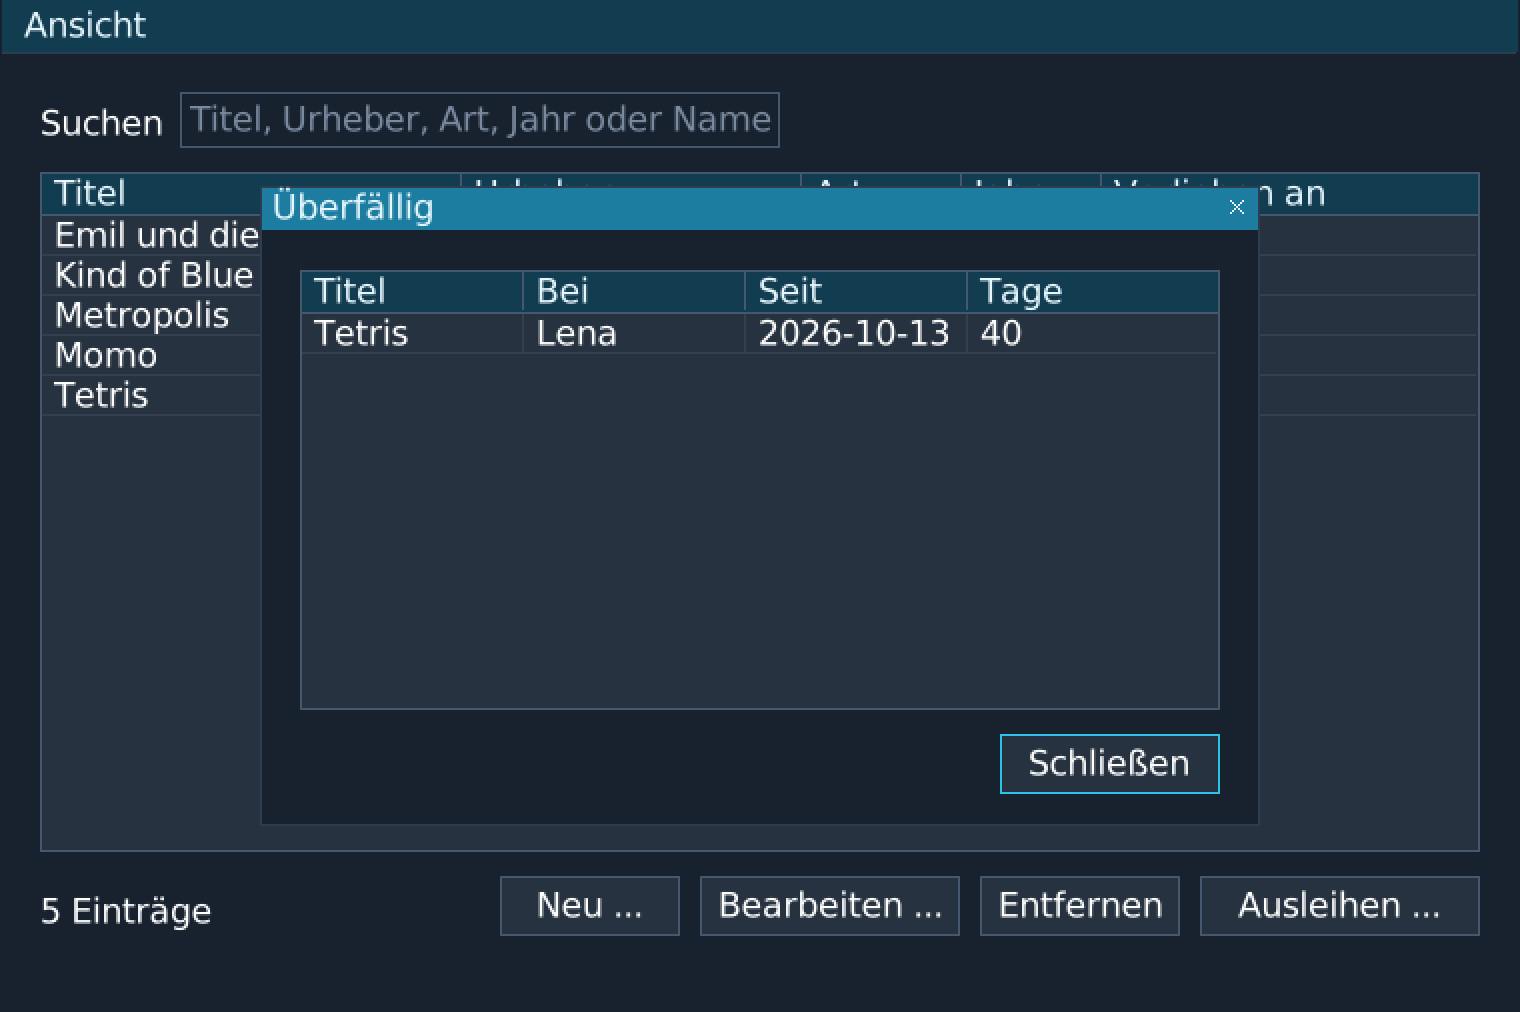 Ansicht
Suchen Titel, Urheber, Art, Jahr oder Name
Titel an
Überfällig
Emil und die
Kind of Blue
Metropolis
Momo
Tetris
Titel Bei Seit Tage
Tetris Lena 2026-10-13 40
Schließen
5 Einträge Neu ... Bearbeiten ... Entfernen Ausleihen ...